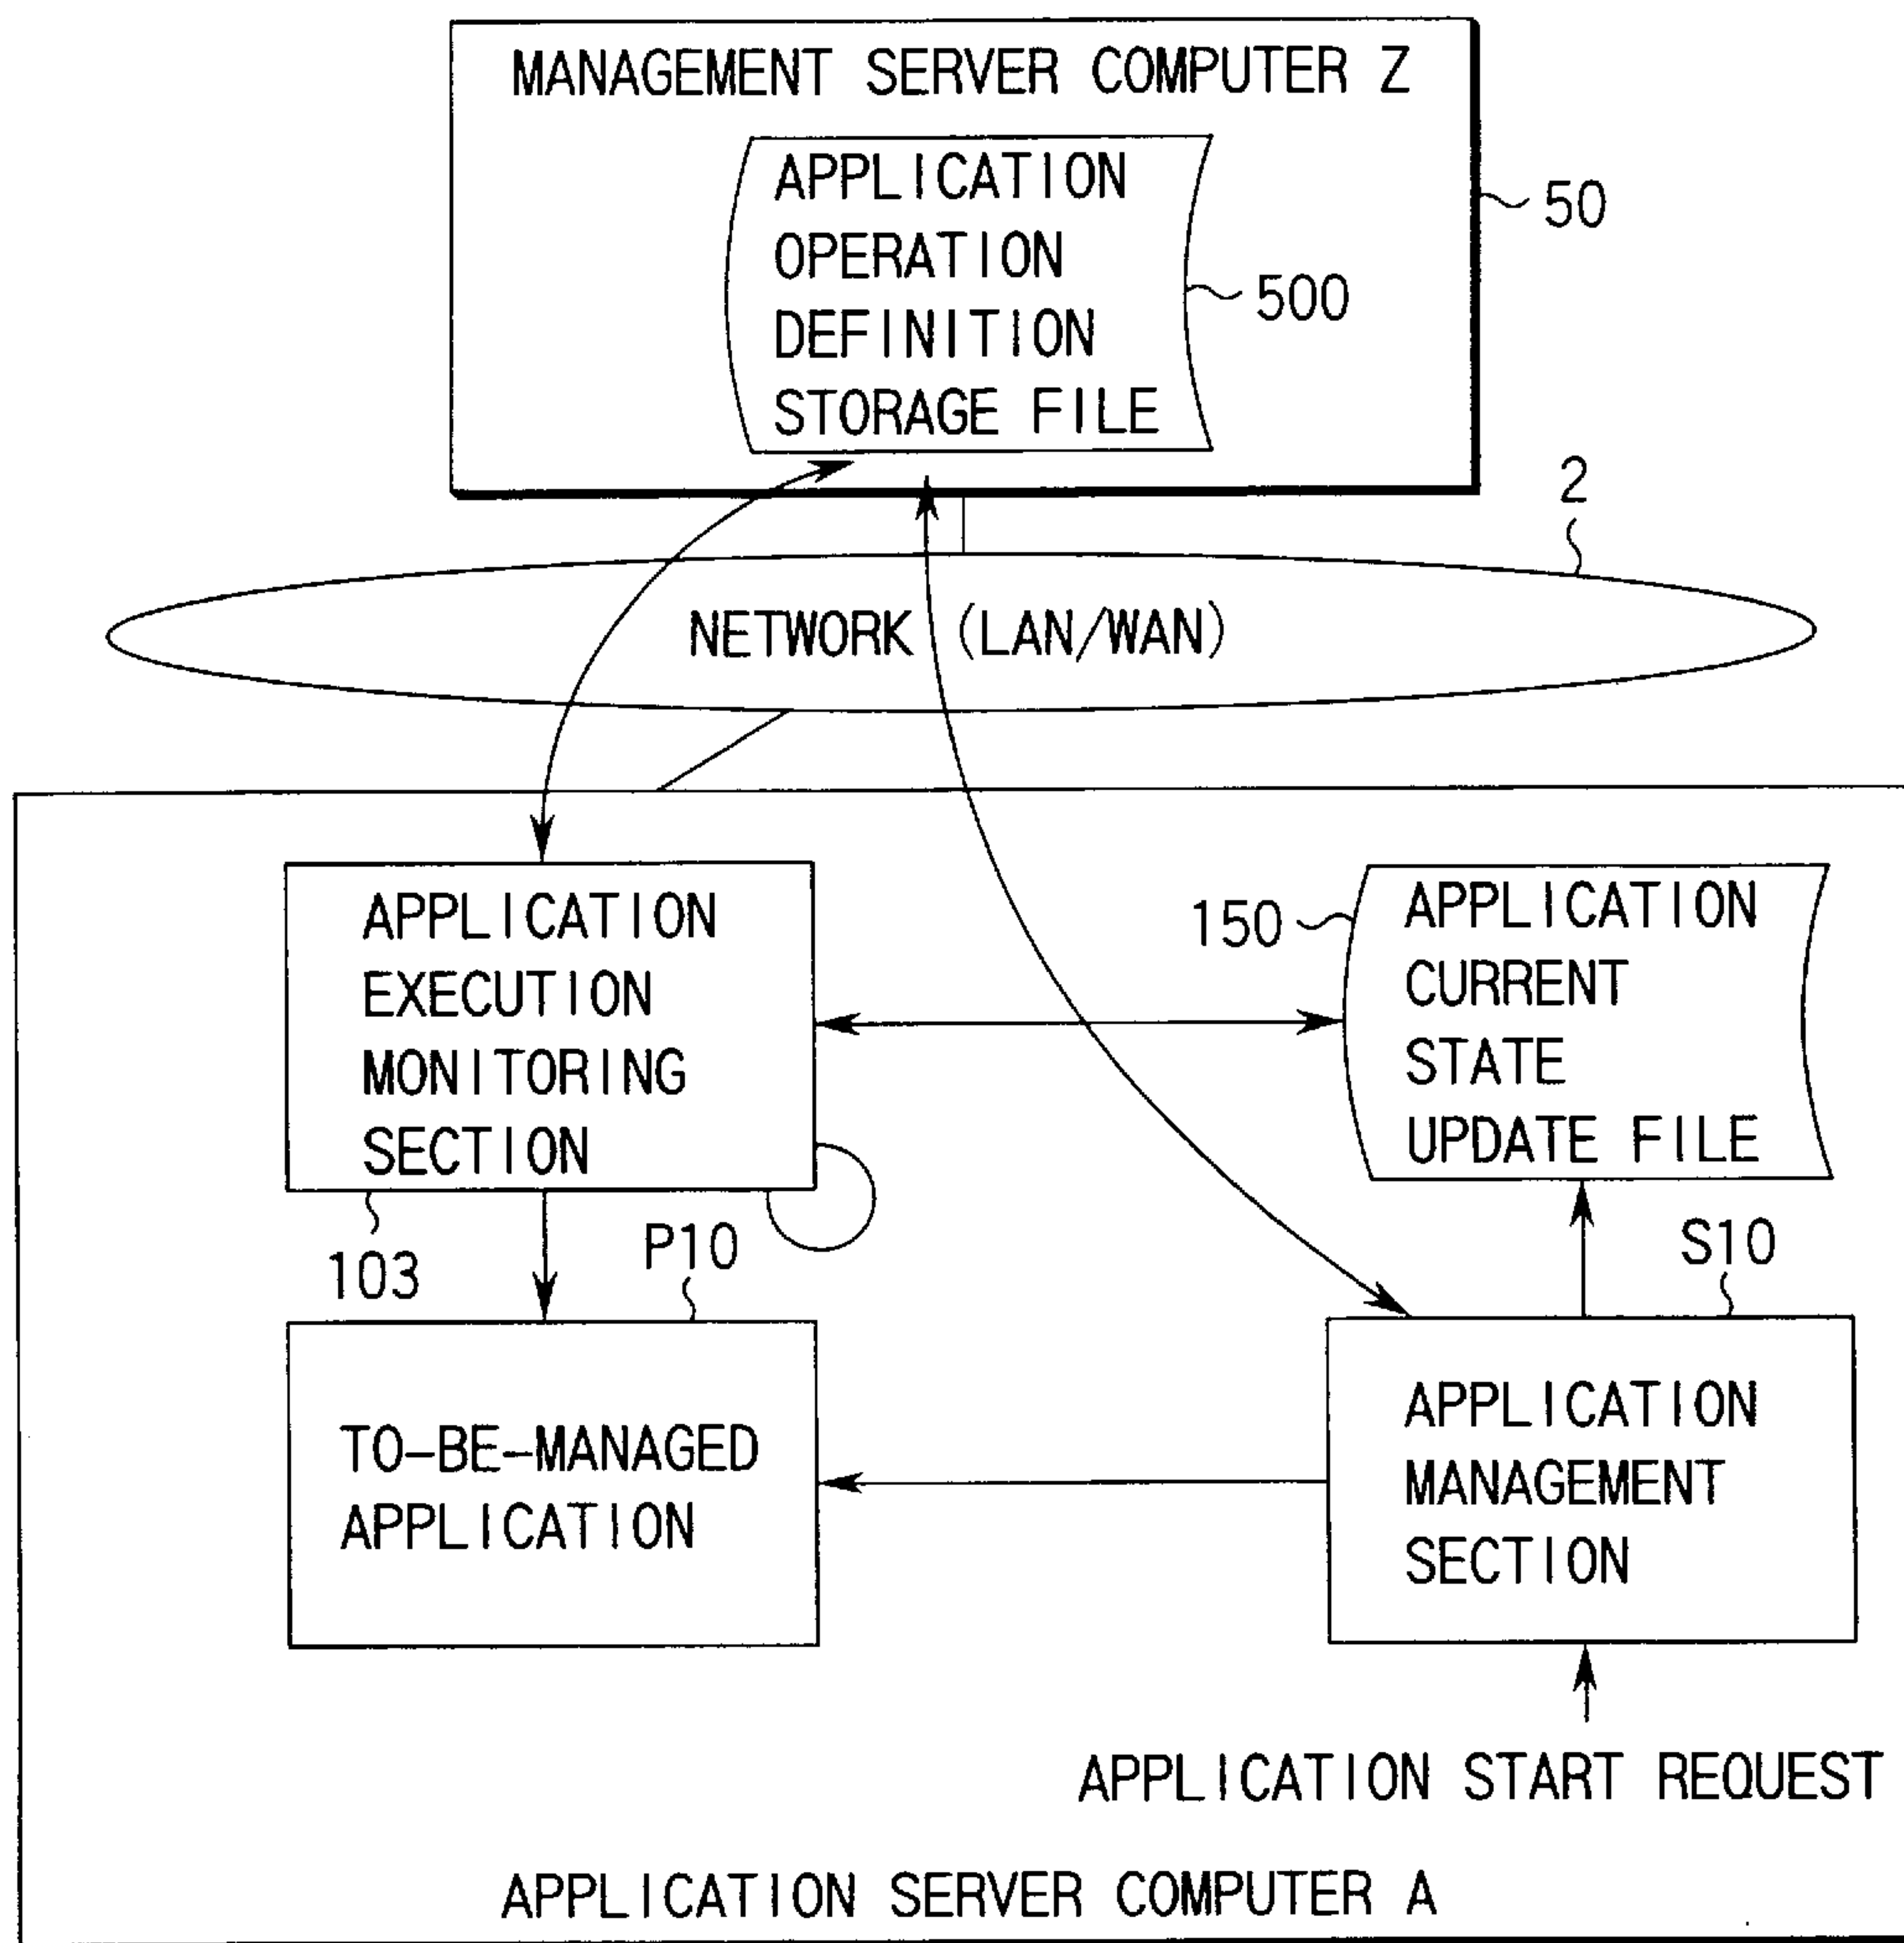 MANAGEMENT SERVER COMPUTER Z
APPLICATION
OPERATION
DEFINITION
STORAGE FILE
50
500
2
NETWORK (LAN/WAN)
APPLICATION
EXECUTION
MONITORING
SECTION
150
APPLICATION
CURRENT
STATE
UPDATE FILE
103
P10
S10
TO-BE-MANAGED
APPLICATION
APPLICATION
MANAGEMENT
SECTION
APPLICATION START REQUEST
APPLICATION SERVER COMPUTER A